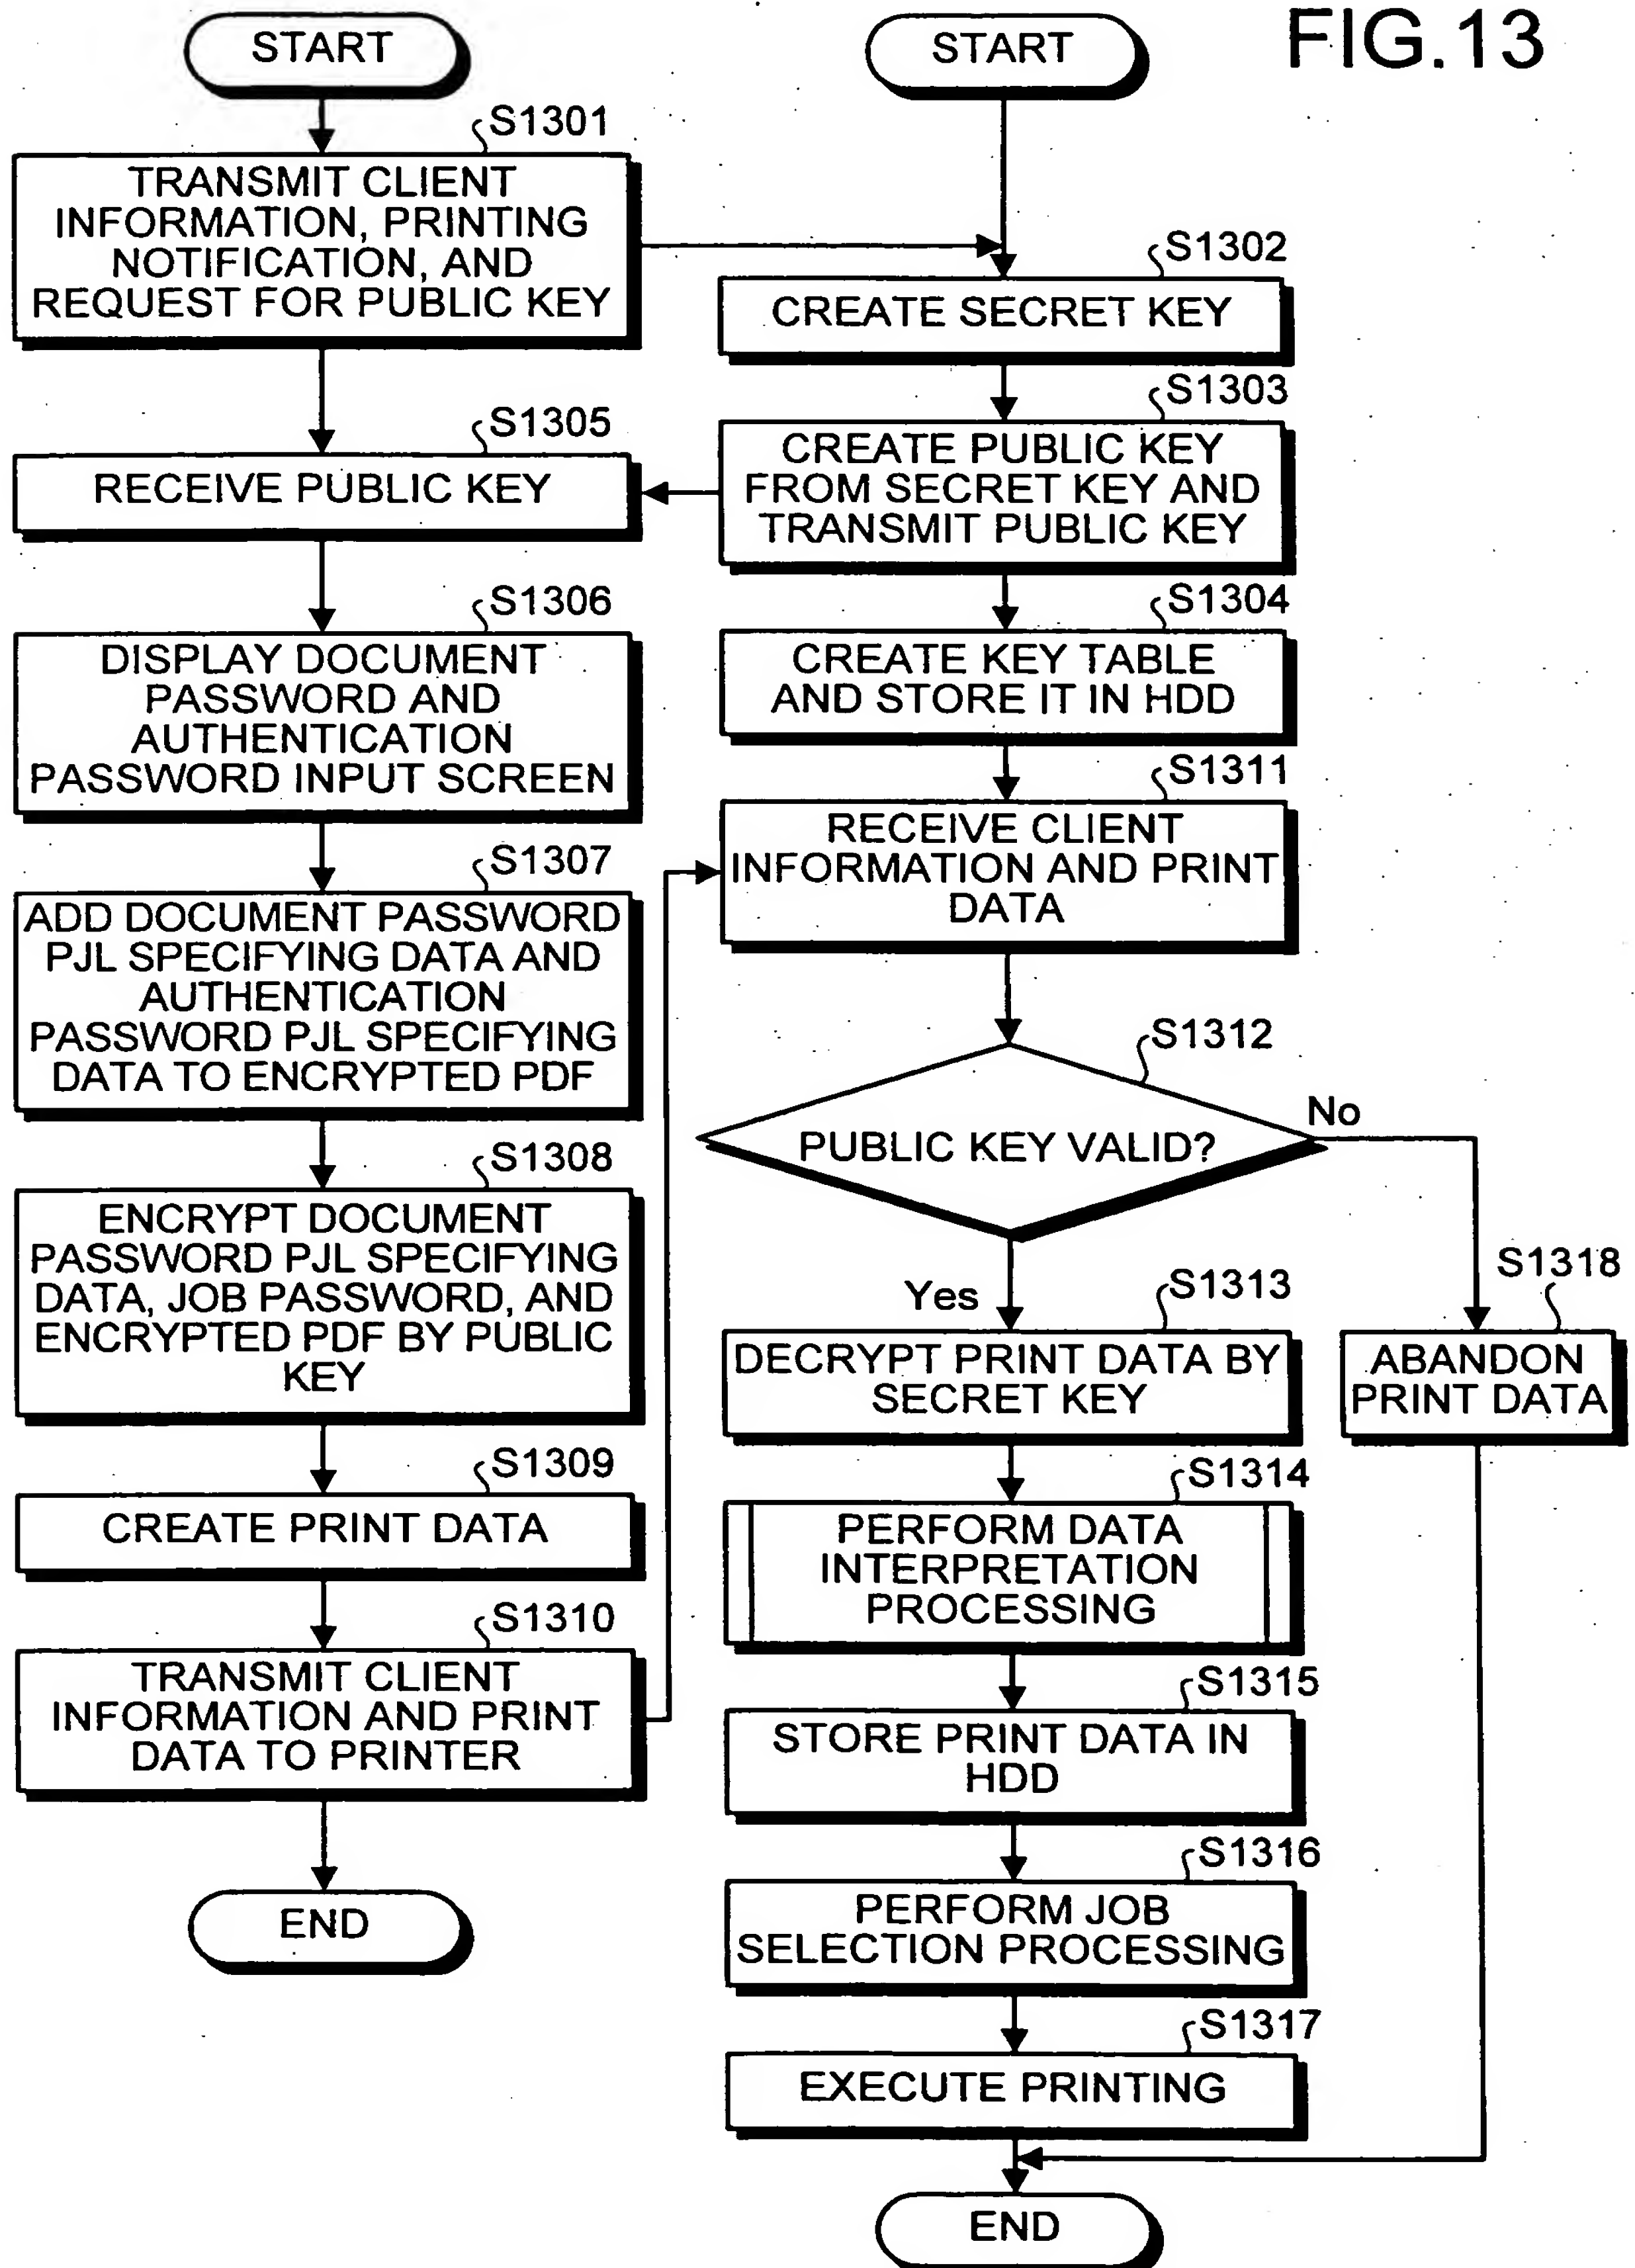 FIG.13
START
S1301
TRANSMIT CLIENT
INFORMATION, PRINTING
NOTIFICATION, AND
REQUEST FOR PUBLIC KEY
S1305
RECEIVE PUBLIC KEY
S1306
DISPLAY DOCUMENT
PASSWORD AND
AUTHENTICATION
PASSWORD INPUT SCREEN
S1307
ADD DOCUMENT PASSWORD
PJL SPECIFYING DATA AND
AUTHENTICATION
PASSWORD PJL SPECIFYING
DATA TO ENCRYPTED PDF
S1308
ENCRYPT DOCUMENT
PASSWORD PJL SPECIFYING
DATA, JOB PASSWORD, AND
ENCRYPTED PDF BY PUBLIC
KEY
S1309
CREATE PRINT DATA
S1310
TRANSMIT CLIENT
INFORMATION AND PRINT
DATA TO PRINTER
END
START
S1302
CREATE SECRET KEY
S1303
CREATE PUBLIC KEY
FROM SECRET KEY AND
TRANSMIT PUBLIC KEY
S1304
CREATE KEY TABLE
AND STORE IT IN HDD
S1311
RECEIVE CLIENT
INFORMATION AND PRINT
DATA
S1312
PUBLIC KEY VALID?
No
Yes
S1313
DECRYPT PRINT DATA BY
SECRET KEY
S1318
ABANDON
PRINT DATA
S1314
PERFORM DATA
INTERPRETATION
PROCESSING
S1315
STORE PRINT DATA IN
HDD
S1316
PERFORM JOB
SELECTION PROCESSING
S1317
EXECUTE PRINTING
END